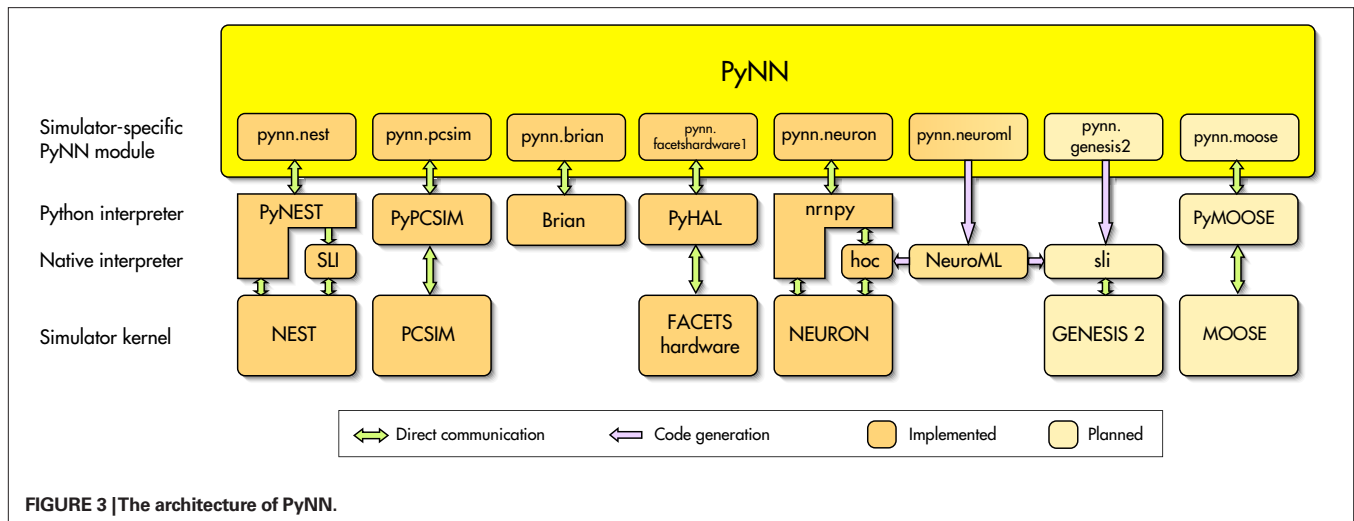 PyNN
Simulator-specific
PyNN module
pynn.nest
pynn.pcsim
pynn.brian
pynn.
facetshardware1
pynn.neuron
pynn.neuroml
pynn.
genesis2
pynn.moose
Python interpreter
PyNEST
PyPCSIM
Brian
PyHAL
nrnpy
PyMOOSE
Native interpreter
SLI
hoc
NeuroML
sli
Simulator kernel
NEST
PCSIM
FACETS
hardware
NEURON
GENESIS 2
MOOSE
Direct communication
Code generation
Implemented
Planned
FIGURE 3 | The architecture of PyNN.